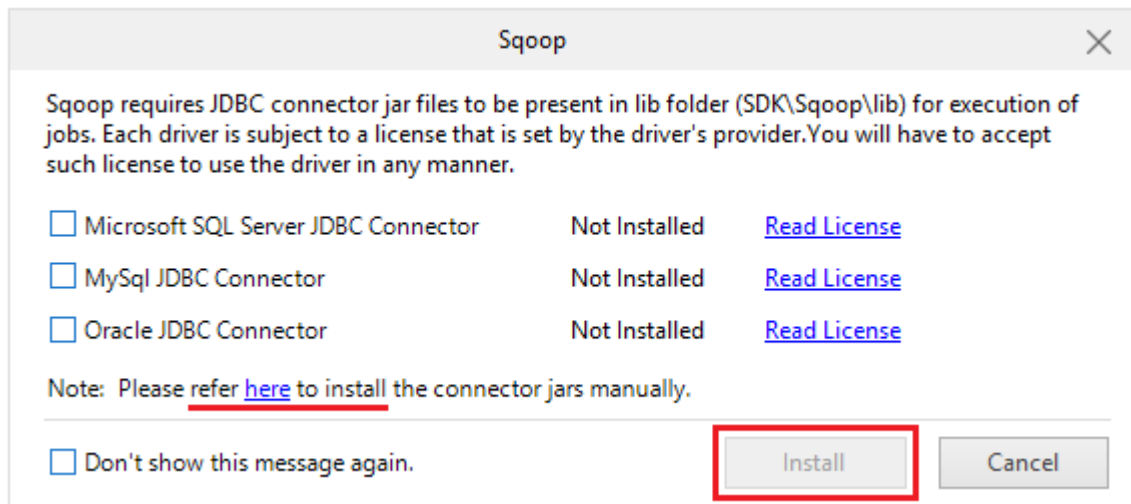 Sqoop
Sqoop requires JDBC connector jar files to be present in lib folder (SDK\Sqoop\lib) for execution of
jobs. Each driver is subject to a license that is set by the driver's provider.You will have to accept
such license to use the driver in any manner.
Microsoft SQL Server JDBC Connector Not Installed Read License
MySql JDBC Connector Not Installed Read License
Oracle JDBC Connector Not Installed Read License
Note: Please refer here to install the connector jars manually.
Don't show this message again. Install Cancel